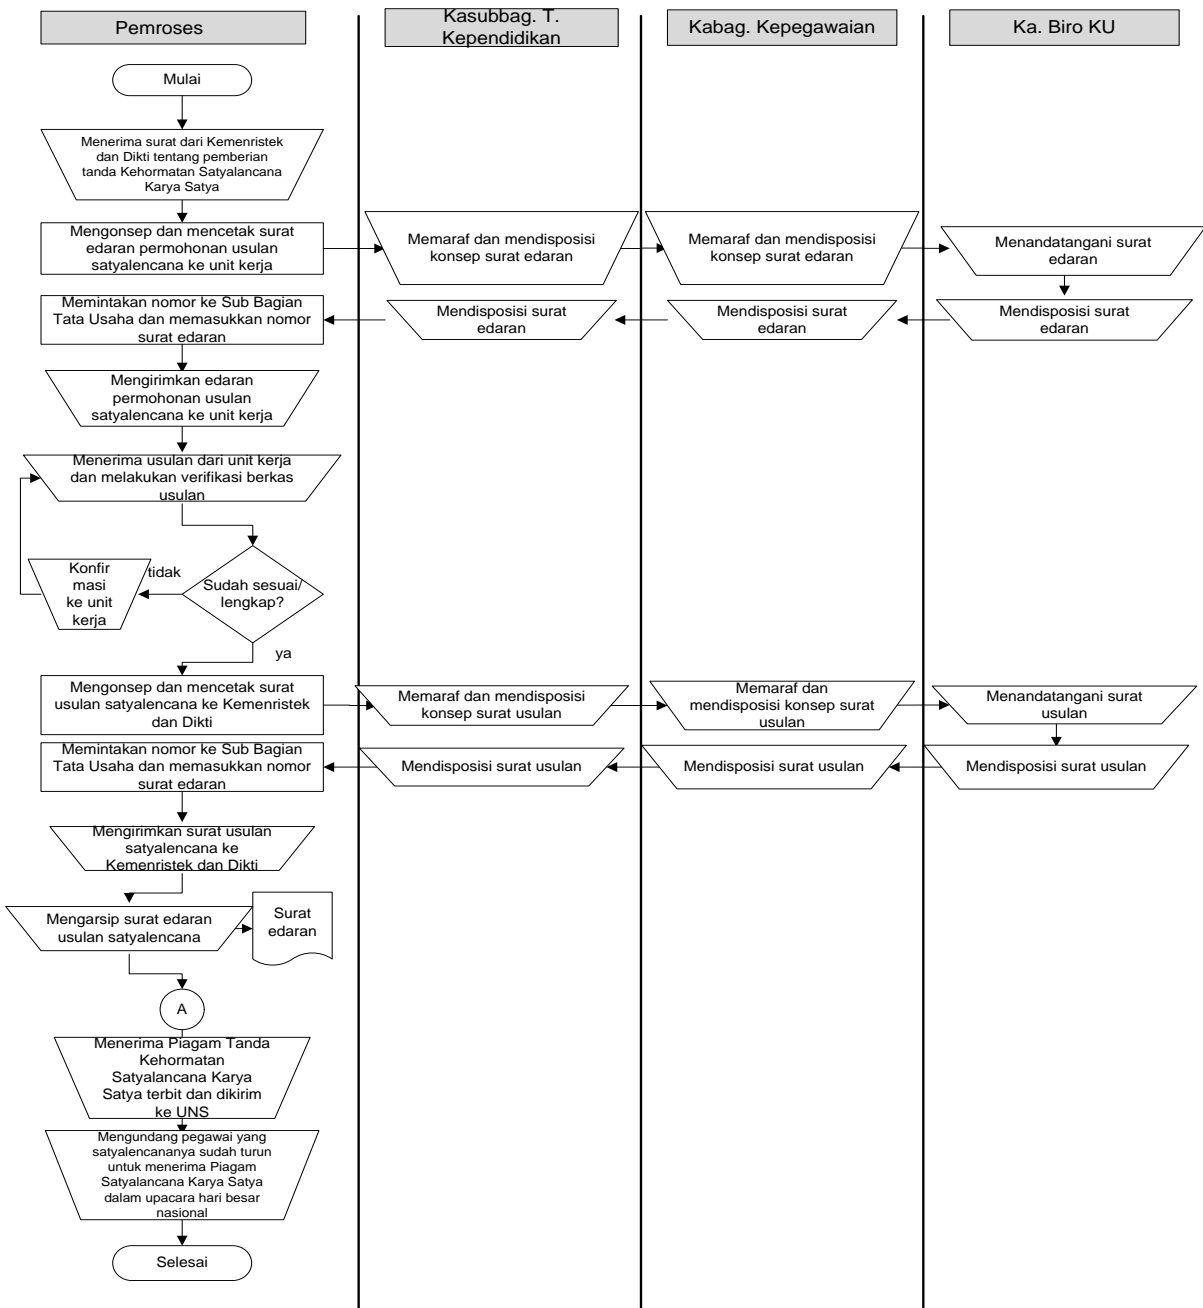 Pemroses
Kasubbag. T.
Kependidikan
Kabag. Kepegawaian
Ka. Biro KU
Mulai
Menerima surat dari Kemenristek
dan Dikti tentang pemberian
tanda Kehormatan Satyalancana
Karya Satya
Mengonsep dan mencetak surat
edaran permohonan usulan
satyalencana ke unit kerja
Memaraf dan mendisposisi
konsep surat edaran
Memaraf dan mendisposisi
konsep surat edaran
Menandatangani surat
edaran
Memintakan nomor ke Sub Bagian
Tata Usaha dan memasukkan nomor
surat edaran
Mendisposisi surat
edaran
Mendisposisi surat
edaran
Mendisposisi surat
edaran
Mengirimkan edaran
permohonan usulan
satyalencana ke unit kerja
Menerima usulan dari unit kerja
dan melakukan verifikasi berkas
usulan
Konfir
masi
ke unit
kerja
tidak
Sudah sesuai/
lengkap?
ya
Mengonsep dan mencetak surat
usulan satyalencana ke Kemenristek
dan Dikti
Memaraf dan mendisposisi
konsep surat usulan
Memaraf dan
mendisposisi konsep surat
usulan
Menandatangani surat
usulan
Memintakan nomor ke Sub Bagian
Tata Usaha dan memasukkan nomor
surat edaran
Mendisposisi surat usulan
Mendisposisi surat usulan
Mendisposisi surat usulan
Mengirimkan surat usulan
satyalencana ke
Kemenristek dan Dikti
Mengarsip surat edaran
usulan satyalencana
Surat
edaran
A
Menerima Piagam Tanda
Kehormatan
Satyalancana Karya
Satya terbit dan dikirim
ke UNS
Mengundang pegawai yang
satyalencananya sudah turun
untuk menerima Piagam
Satyalancana Karya Satya
dalam upacara hari besar
nasional
Selesai